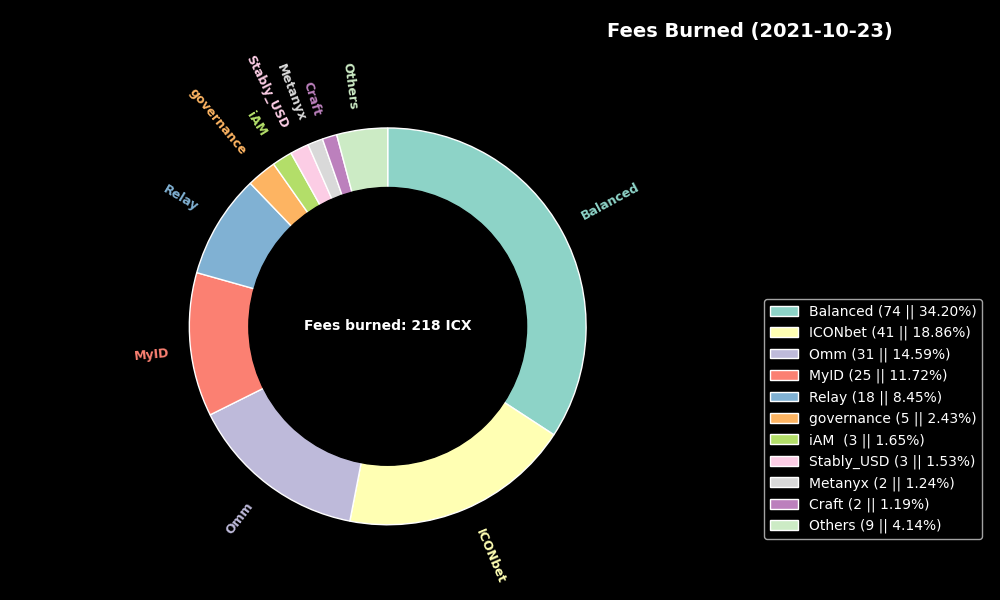 Fees Burned (2021-10-23)
Others
Craft
Metanyx
Stably_USD
iAM
governance
Relay
Balanced
Fees burned: 218 ICX
MyID
Omm
ICONbet
Balanced (74 || 34.20%)
ICONbet (41 || 18.86%)
Omm (31 || 14.59%)
MyID (25 || 11.72%)
Relay (18 || 8.45%)
governance (5 || 2.43%)
iAM  (3 || 1.65%)
Stably_USD (3 || 1.53%)
Metanyx (2 || 1.24%)
Craft (2 || 1.19%)
Others (9 || 4.14%)